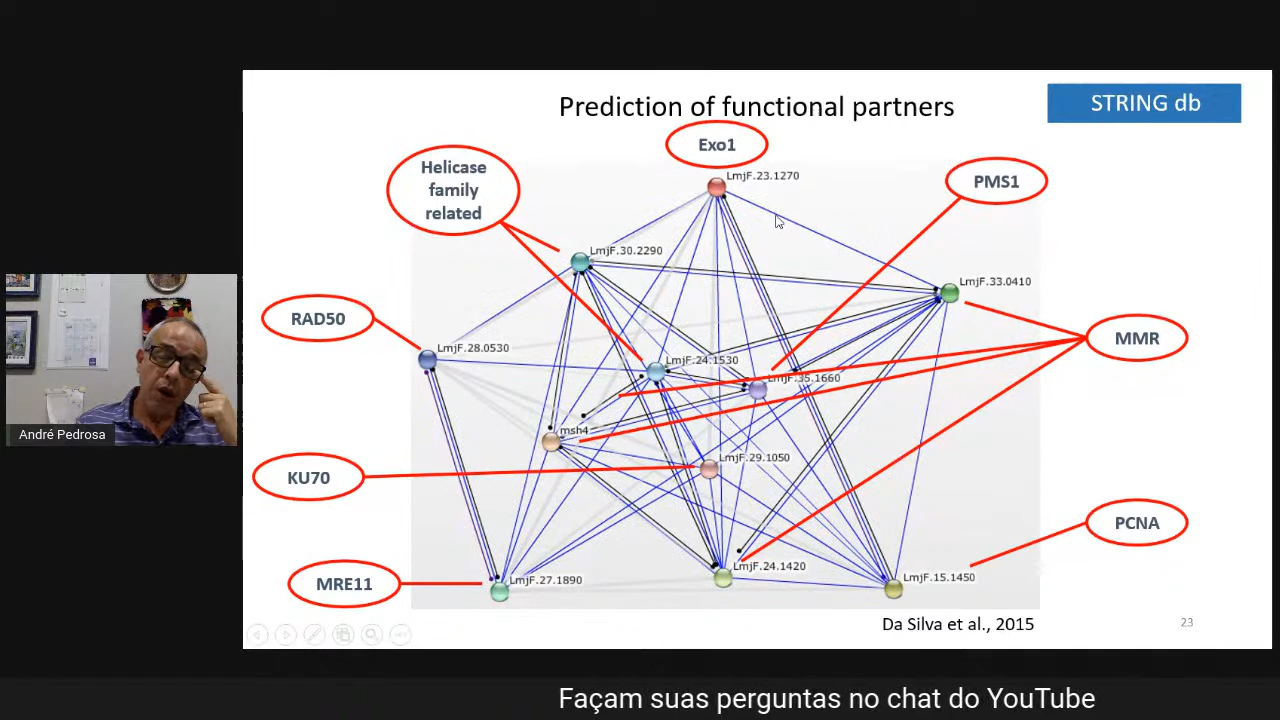 Prediction of functional partners
STRING db
Exo1
Helicase
family
related
LmjF.23.1270
PMS1
LmjF.30.2290
LmjF.33.0410
RAD50
LmjF.28.0530
MMR
LmjF.24.1530
LmjF.35.1660
msh4
LmjF.29.1050
KU70
PCNA
MRE11
LmjF.27.1890
LmjF.24.1420
LmjF.15.1450
Da Silva et al., 2015
23
André Pedrosa
Façam suas perguntas no chat do YouTube